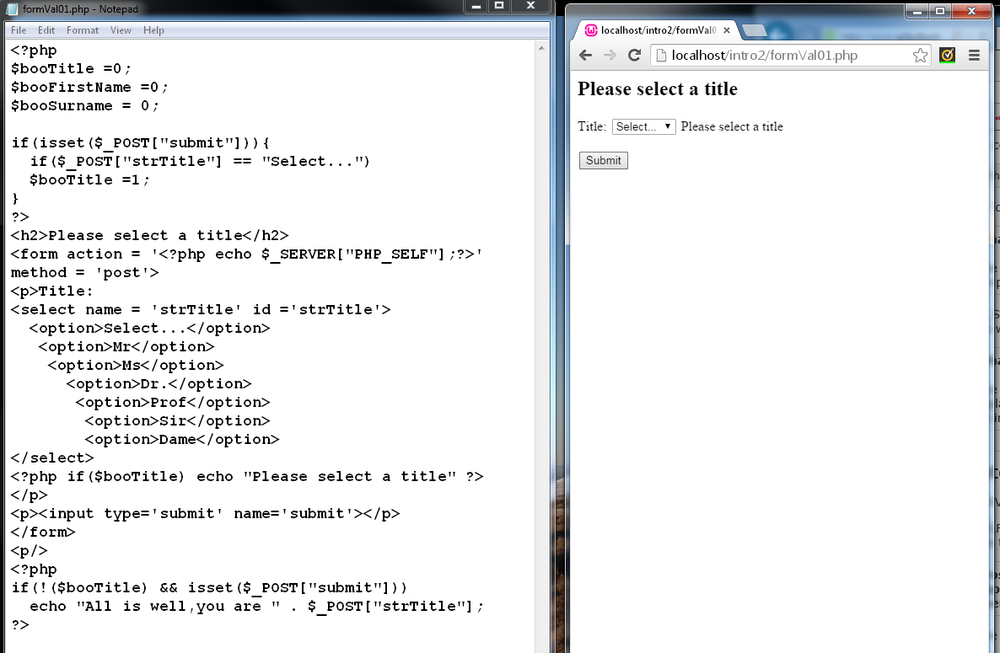 formVal01.php - Notepad
File Edit Format View Help
<?php
$booTitle =0;
$booFirstName =0;
$booSurname = 0;
if(isset($_POST["submit"])){
if($_POST["strTitle"] == "Select...")
$booTitle =1;
}
?>
<h2>Please select a title</h2>
<form action = '<?php echo $_SERVER["PHP_SELF"];?>'
method = 'post'>
<p>Title:
<select name = 'strTitle' id ='strTitle'>
<option>Select...</option>
<option>Mr</option>
<option>Ms</option>
<option>Dr.</option>
<option>Prof</option>
<option>Sir</option>
<option>Dame</option>
</select>
<?php if($booTitle) echo "Please select a title" ?>
</p>
<p><input type='submit' name='submit'></p>
</form>
<p/>
<?php
if(!($booTitle) && isset($_POST["submit"]))
echo "All is well,you are " . $_POST["strTitle"];
?>
localhost/intro2/formVal0
localhost/intro2/formVal01.php
Please select a title
Title: Select... Please select a title
Submit